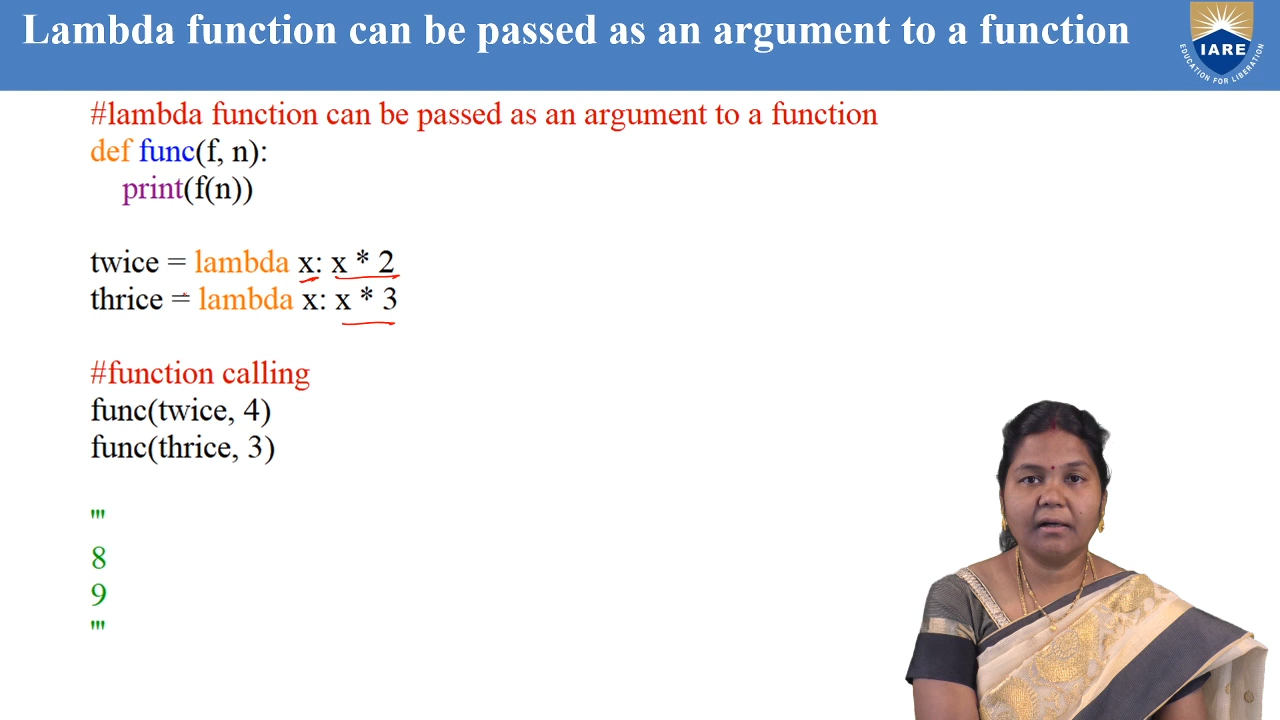 Lambda function can be passed as an argument to a function
IARE
EDUCATION FOR LIBERATION
#lambda function can be passed as an argument to a function
def func(f, n):
print(f(n))
twice = lambda x: x * 2
thrice = lambda x: x * 3
#function calling
func(twice, 4)
func(thrice, 3)
'''
8
9
'''